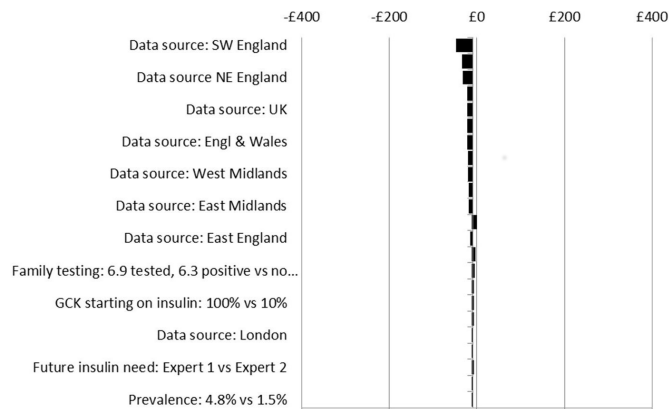 -£400 -£200 £0 £200 £400
Data source: SW England
Data source NE England
Data source: UK
Data source: Engl & Wales
Data source: West Midlands
Data source: East Midlands
Data source: East England
Family testing: 6.9 tested, 6.3 positive vs no...
GCK starting on insulin: 100% vs 10%
Data source: London
Future insulin need: Expert 1 vs Expert 2
Prevalence: 4.8% vs 1.5%